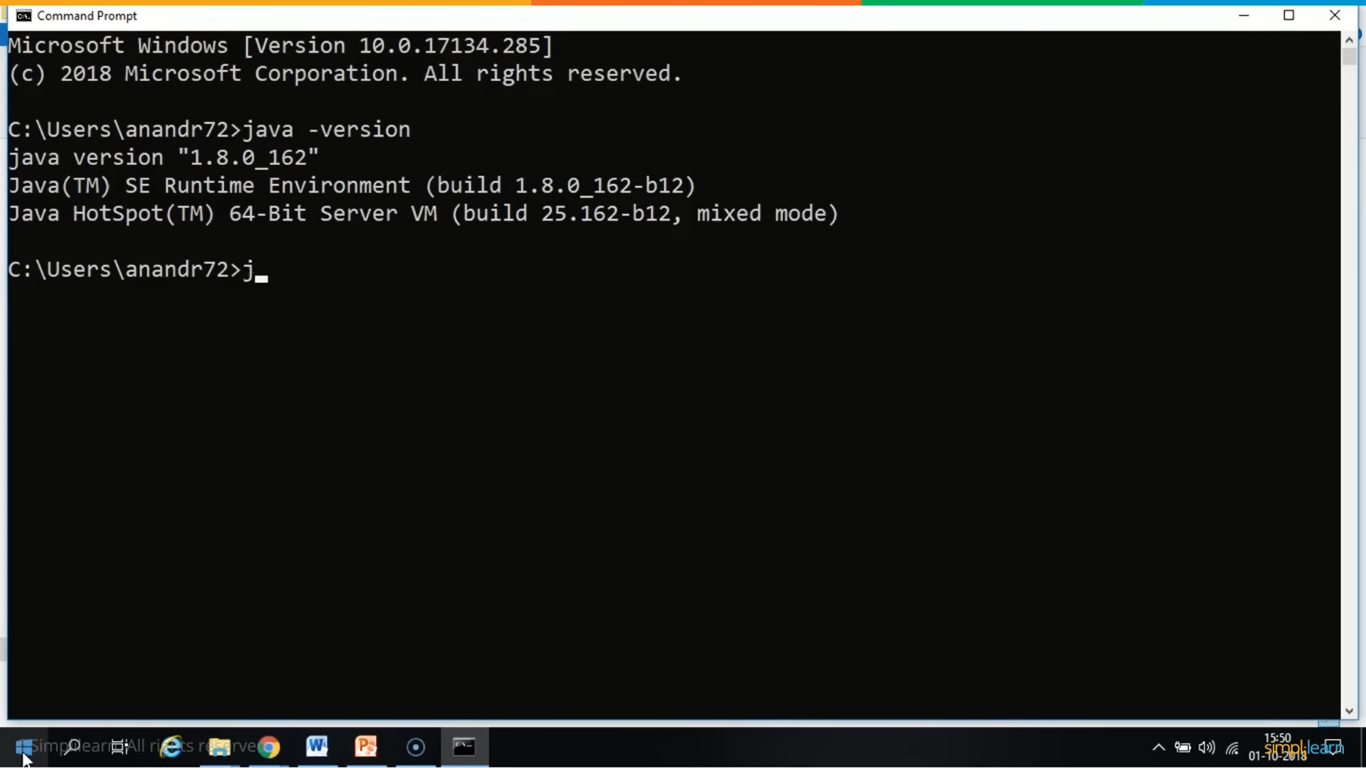 Command Prompt
Microsoft Windows [Version 10.0.17134.285]
(c) 2018 Microsoft Corporation. All rights reserved.
C:\Users\anandr72>java -version
java version "1.8.0_162"
Java(TM) SE Runtime Environment (build 1.8.0_162-b12)
Java HotSpot(TM) 64-Bit Server VM (build 25.162-b12, mixed mode)
C:\Users\anandr72>j_
Simplilearn. All rights reserved.
15:50
01-10-2018
simplilearn